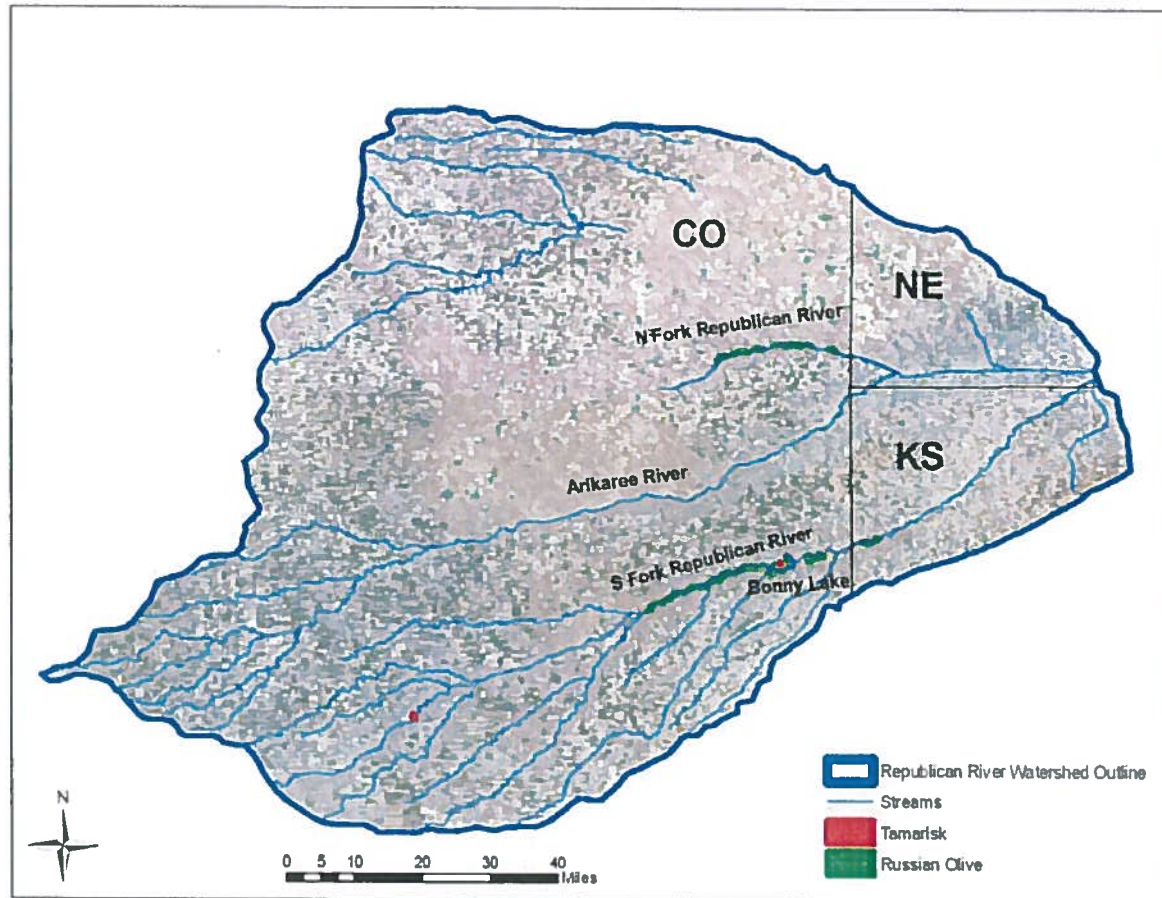 CO
NE
N Fork Republican River
KS
Arikaree River
S Fork Republican River
Bonny Lake
Republican River Watershed Outline
Streams
Tamarisk
Russian Olive
N
0 5 10 20 30 40
Miles